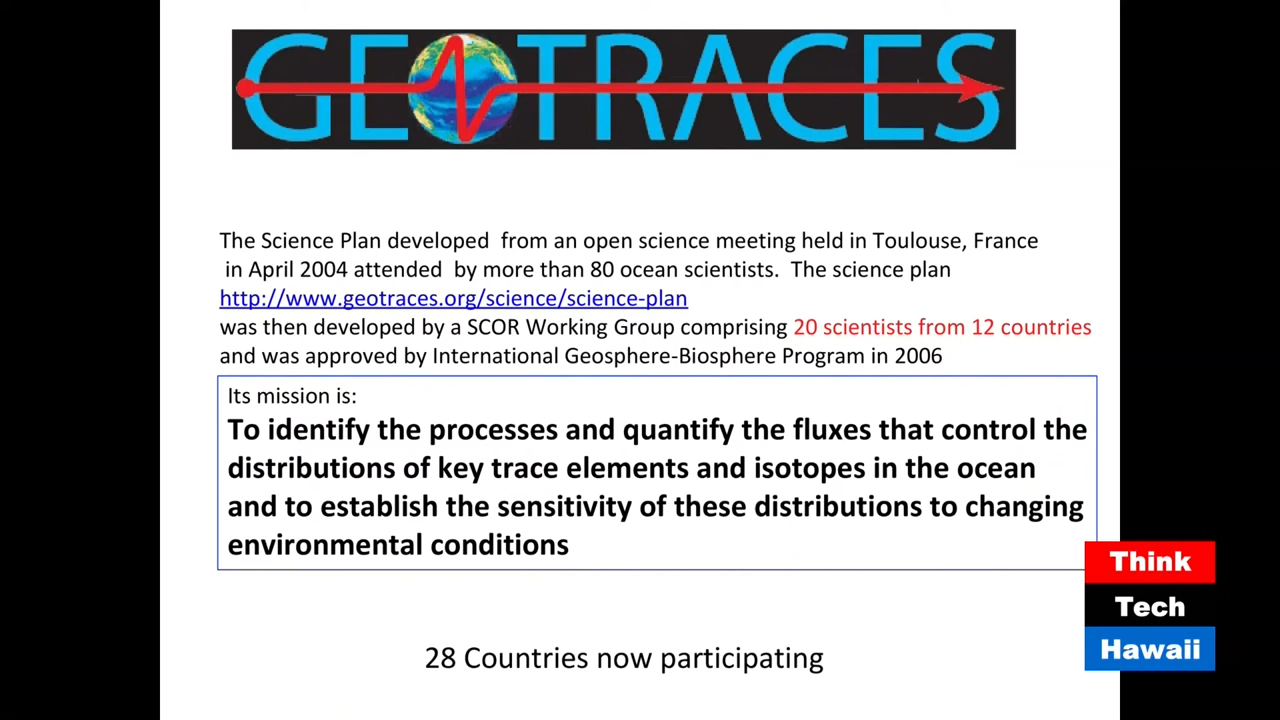 GEOTRACES
The Science Plan developed from an open science meeting held in Toulouse, France
in April 2004 attended by more than 80 ocean scientists. The science plan
http://www.geotraces.org/science/science-plan
was then developed by a SCOR Working Group comprising 20 scientists from 12 countries
and was approved by International Geosphere-Biosphere Program in 2006
Its mission is:
To identify the processes and quantify the fluxes that control the
distributions of key trace elements and isotopes in the ocean
and to establish the sensitivity of these distributions to changing
environmental conditions
28 Countries now participating
Think
Tech
Hawaii